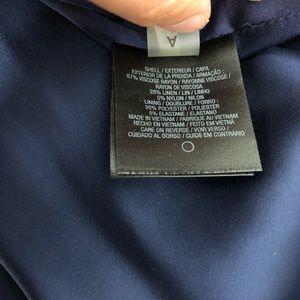 A
SHELL / EXTERIEUR / CAPA
EXTERIOR DE LA PRENDA / ARMAÇÃO :
67% VISCOSE RAYON / RAYONNE VISCOSE /
RAYON DE VISCOSA
28% LINEN / LIN / LINHO
5% NYLON / NILON
LINING / DOUBLURE / FORRO :
95% POLYESTER / POLIESTER
5% ELASTANE / ELASTANO
MADE IN VIETNAM / FABRIQUE AU VIETNAM
HECHO EN VIETNAM / FEITO EM VIETNÃ
CARE ON REVERSE / VOIR VERSO /
CUIDADO AL DORSO / CUIDE EM CONTRÁRIO